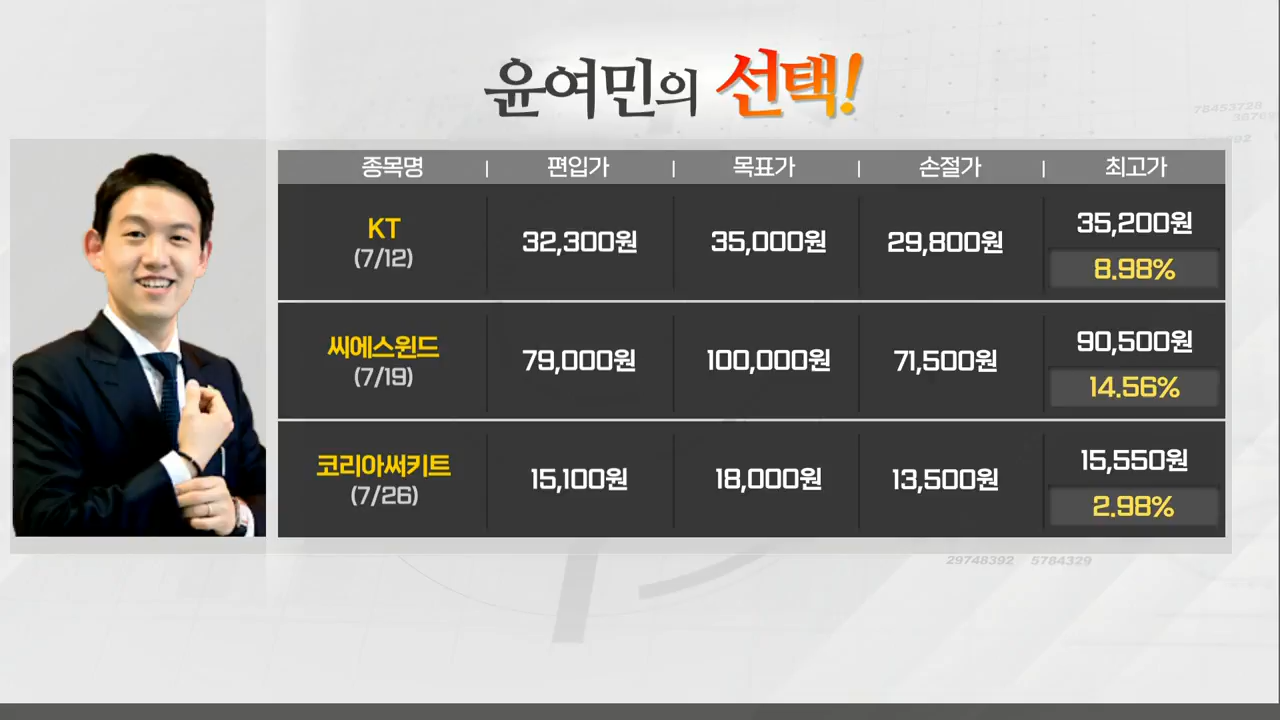 윤여민의 선택!
78453728
종목명 | 편입가 | 목표가 | 손절가 | 최고가
KT
(7/12)
32,300원
35,000원
29,800원
35,200원
8.98%
씨에스윈드
(7/19)
79,000원
100,000원
71,500원
90,500원
14.56%
코리아써키트
(7/26)
15,100원
18,000원
13,500원
15,550원
2.98%
29748392 5784329